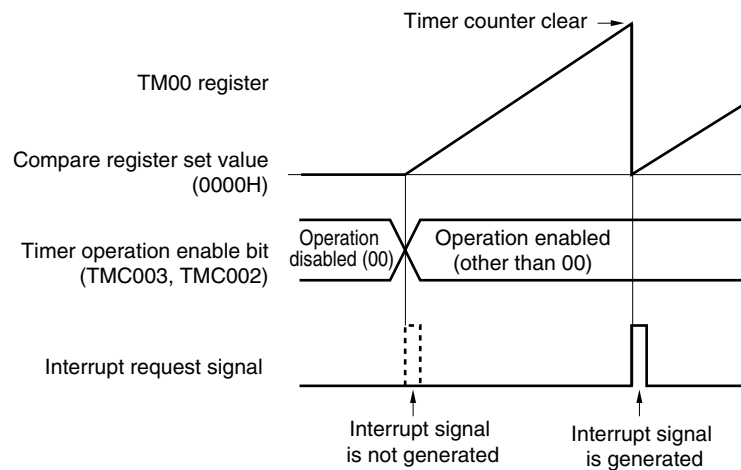 Timer counter clear
TM00 register
Compare register set value
(0000H)
Timer operation enable bit
(TMC003, TMC002)
Operation
disabled (00)
Operation enabled
(other than 00)
Interrupt request signal
Interrupt signal
is not generated
Interrupt signal
is generated